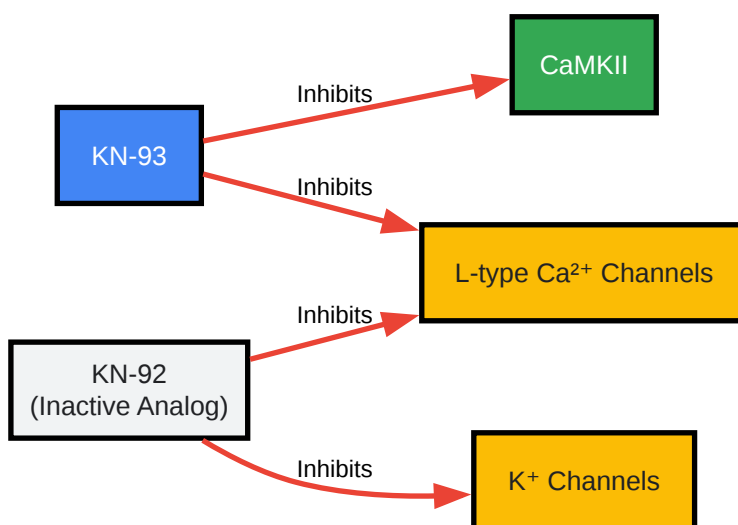 CaMKII
Inhibits
KN-93
Inhibits
L-type Ca²⁺ Channels
Inhibits
KN-92
(Inactive Analog)
Inhibits
K⁺ Channels